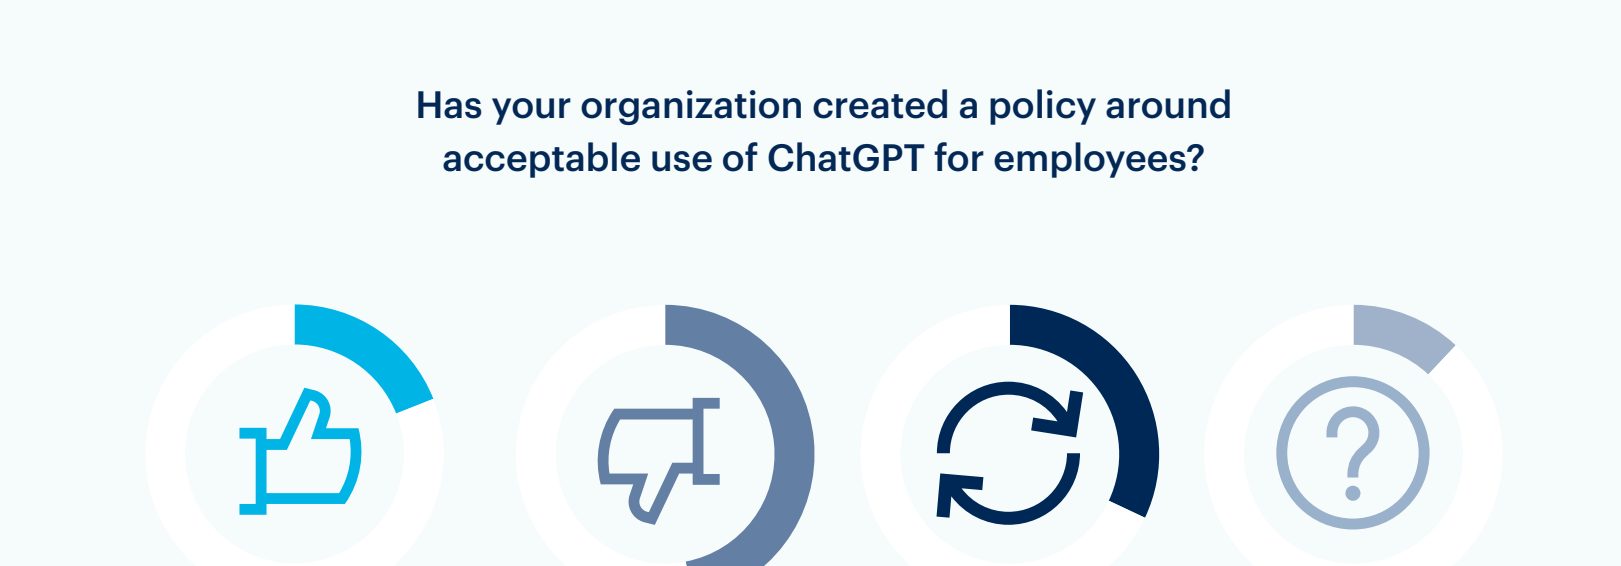 Has your organization created a policy around
acceptable use of ChatGPT for employees?